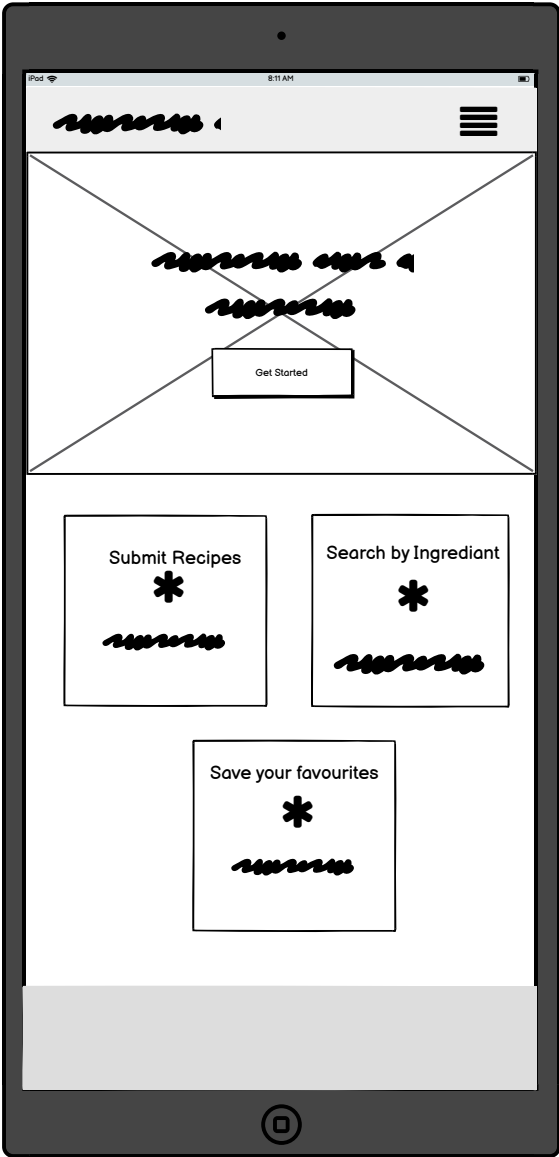 iPad
8:11 AM
Get Started
Submit Recipes
Search by Ingrediant
Save your favourites